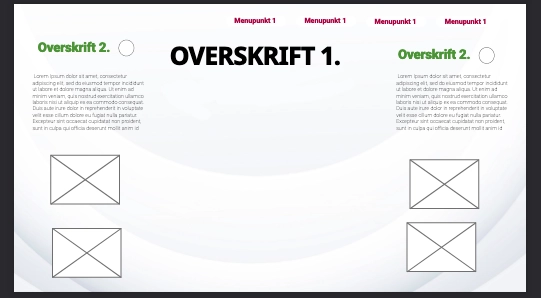 Menupunkt 1 Menupunkt 1 Menupunkt 1 Menupunkt 1
Overskrift 2.
OVERSKRIFT 1.
Overskrift 2.
Lorem ipsum dolor sit amet, consectetur
adipiscing elit, sed do eiusmod tempor incididunt
ut labore et dolore magna aliqua. Ut enim ad
minim veniam, quis nostrud exercitation ullamco
laboris nisi ut aliquip ex ea commodo consequat.
Duis aute irure dolor in reprehenderit in voluptate
velit esse cillum dolore eu fugiat nulla pariatur.
Excepteur sint occaecat cupidatat non proident,
sunt in culpa qui officia deserunt mollit anim id
Lorem ipsum dolor sit amet, consectetur
adipiscing elit, sed do eiusmod tempor incididunt
ut labore et dolore magna aliqua. Ut enim ad
minim veniam, quis nostrud exercitation ullamco
laboris nisi ut aliquip ex ea commodo consequat.
Duis aute irure dolor in reprehenderit in voluptate
velit esse cillum dolore eu fugiat nulla pariatur.
Excepteur sint occaecat cupidatat non proident,
sunt in culpa qui officia deserunt mollit anim id